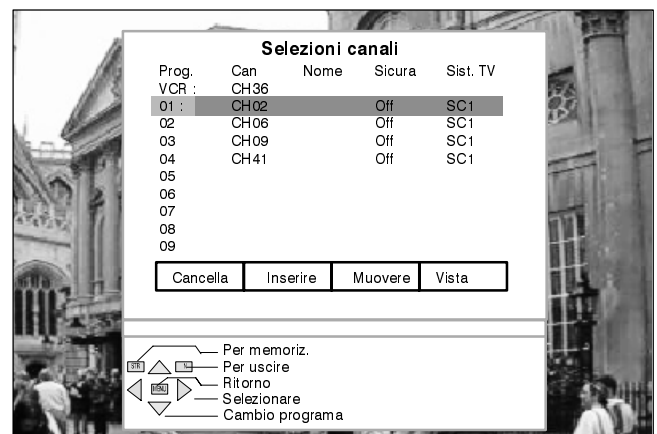 Selezioni canali
Prog. Can Nome Sicura Sist. TV
VCR : CH36
01 : CH02 Off SC1
02 CH06 Off SC1
03 CH09 Off SC1
04 CH41 Off SC1
05
06
07
08
09
Cancella Inserire Muovere Vista
Per memoriz.
STR N Per uscire
Ritorno
MENU Selezionare
Cambio programa